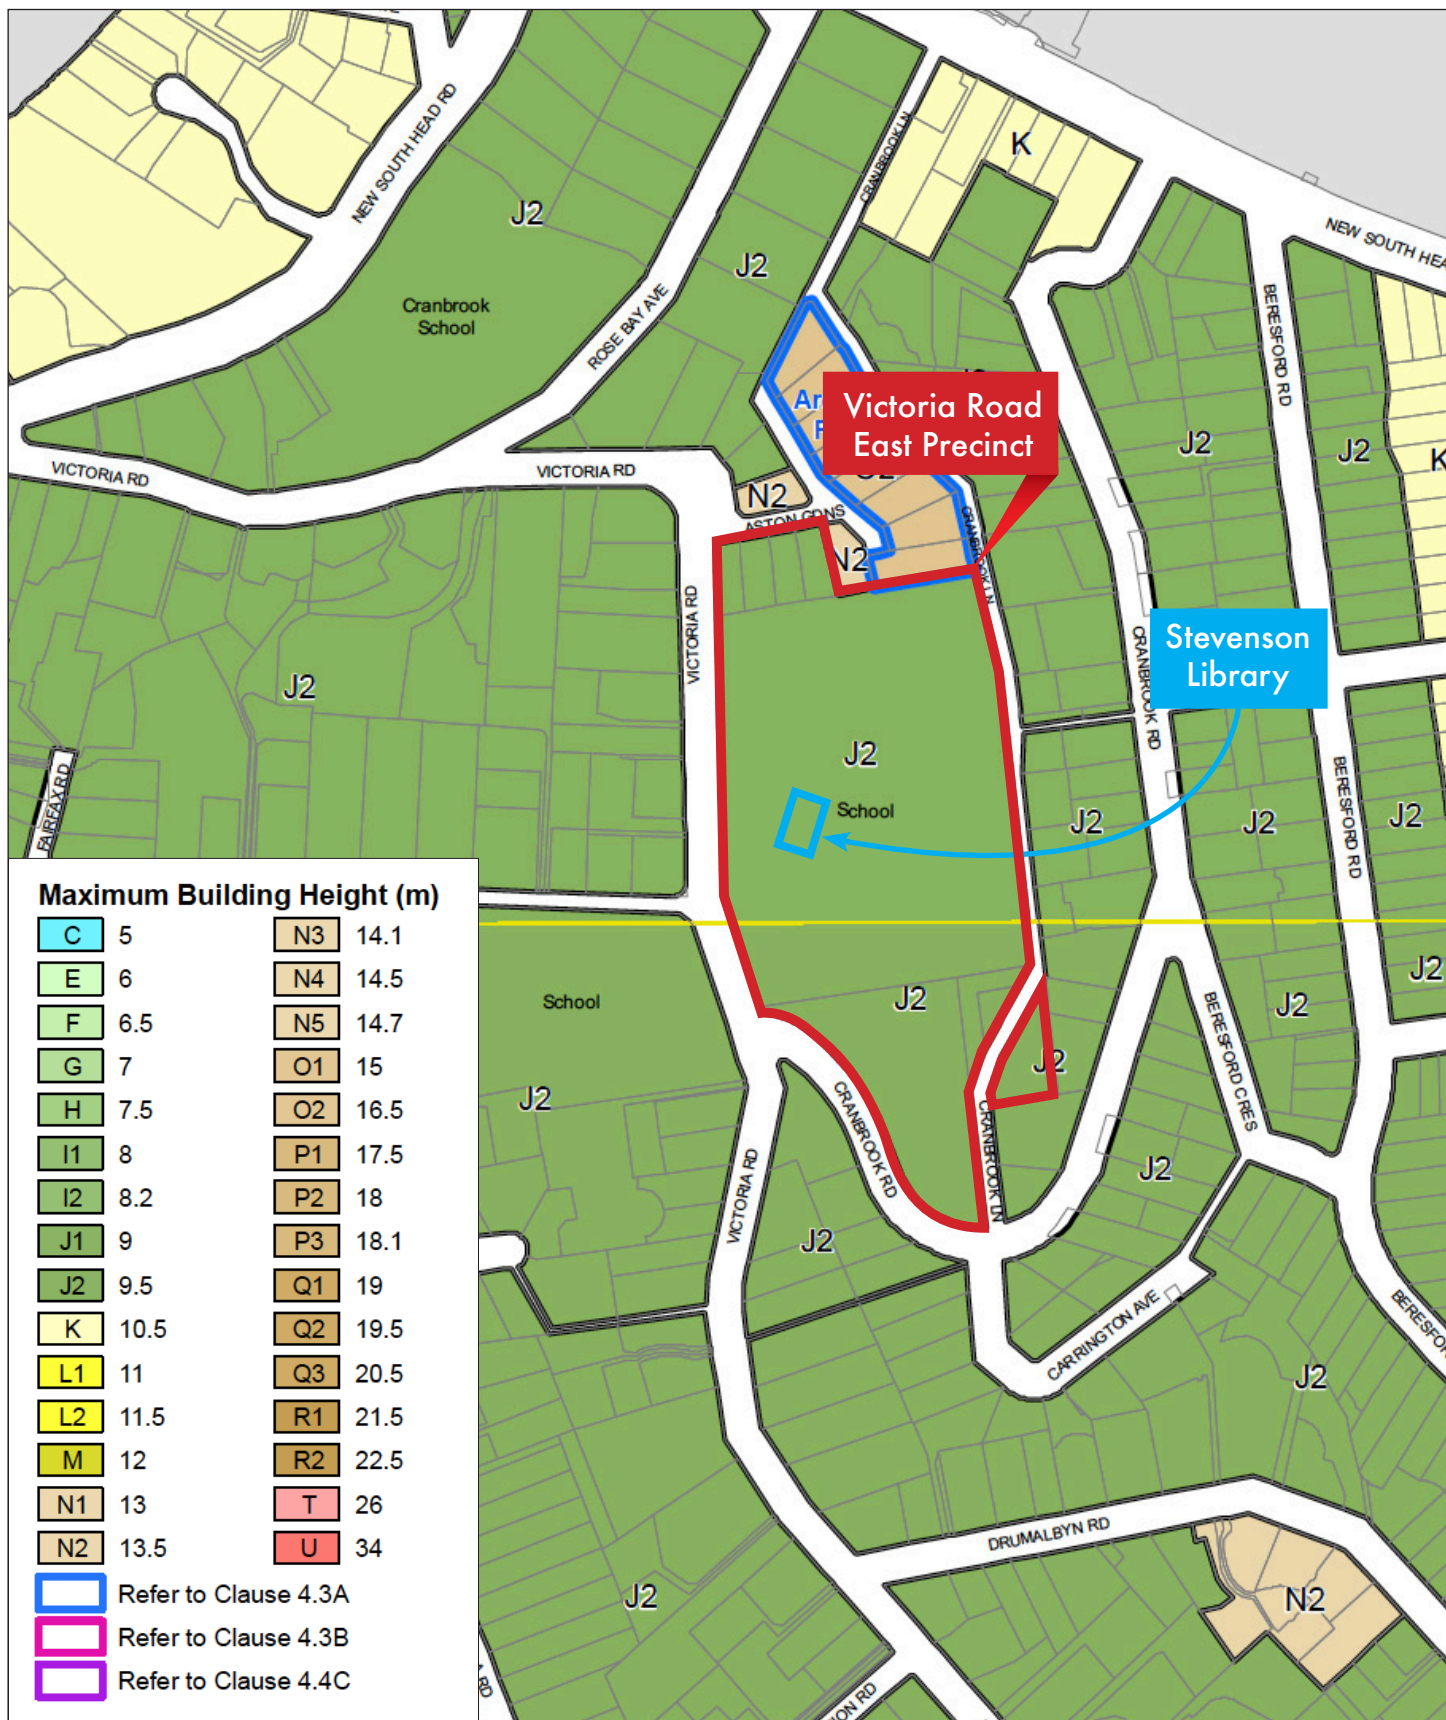 NEW SOUTH HEAD RD
CRANBROOK LN
K
NEW SOUTH HEA
J2
J2
Cranbrook
School
ROSE BAY AVE
BERESFORD RD
Victoria Road
East Precinct
J2
J2
K
VICTORIA RD
VICTORIA RD
N2
ASTON GDNS
N2
CRANBROOK LN
VICTORIA RD
CRANBROOK RD
Stevenson
Library
J2
J2
School
FAIRFAX RD
J2
J2
J2
BERESFORD RD
J2
J2
J2
School
J2
J2
BERESFORD CRES
J2
CRANBROOK RD
CRANBROOK LN
VICTORIA RD
J2
J2
CARRINGTON AVE
BERESFOR
J2
DRUMALBYN RD
J2
N2
Maximum Building Height (m)
C 5
E 6
F 6.5
G 7
H 7.5
I1 8
I2 8.2
J1 9
J2 9.5
K 10.5
L1 11
L2 11.5
M 12
N1 13
N2 13.5
N3 14.1
N4 14.5
N5 14.7
O1 15
O2 16.5
P1 17.5
P2 18
P3 18.1
Q1 19
Q2 19.5
Q3 20.5
R1 21.5
R2 22.5
T 26
U 34
Refer to Clause 4.3A
Refer to Clause 4.3B
Refer to Clause 4.4C